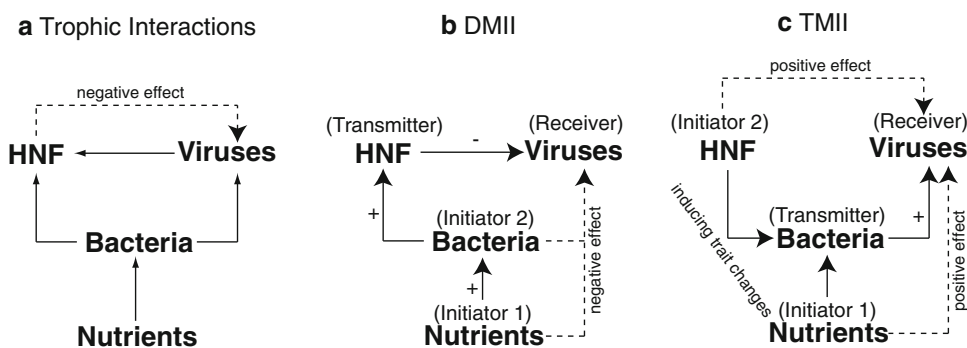 a Trophic Interactions
negative effect
HNF
Viruses
Bacteria
Nutrients
b DMII
(Transmitter)
HNF
-
(Receiver)
Viruses
+
(Initiator 2)
Bacteria
+
(Initiator 1)
Nutrients
negative effect
c TMII
positive effect
(Initiator 2)
HNF
(Receiver)
Viruses
inducing trait changes
(Transmitter)
Bacteria
+
(Initiator 1)
Nutrients
positive effect